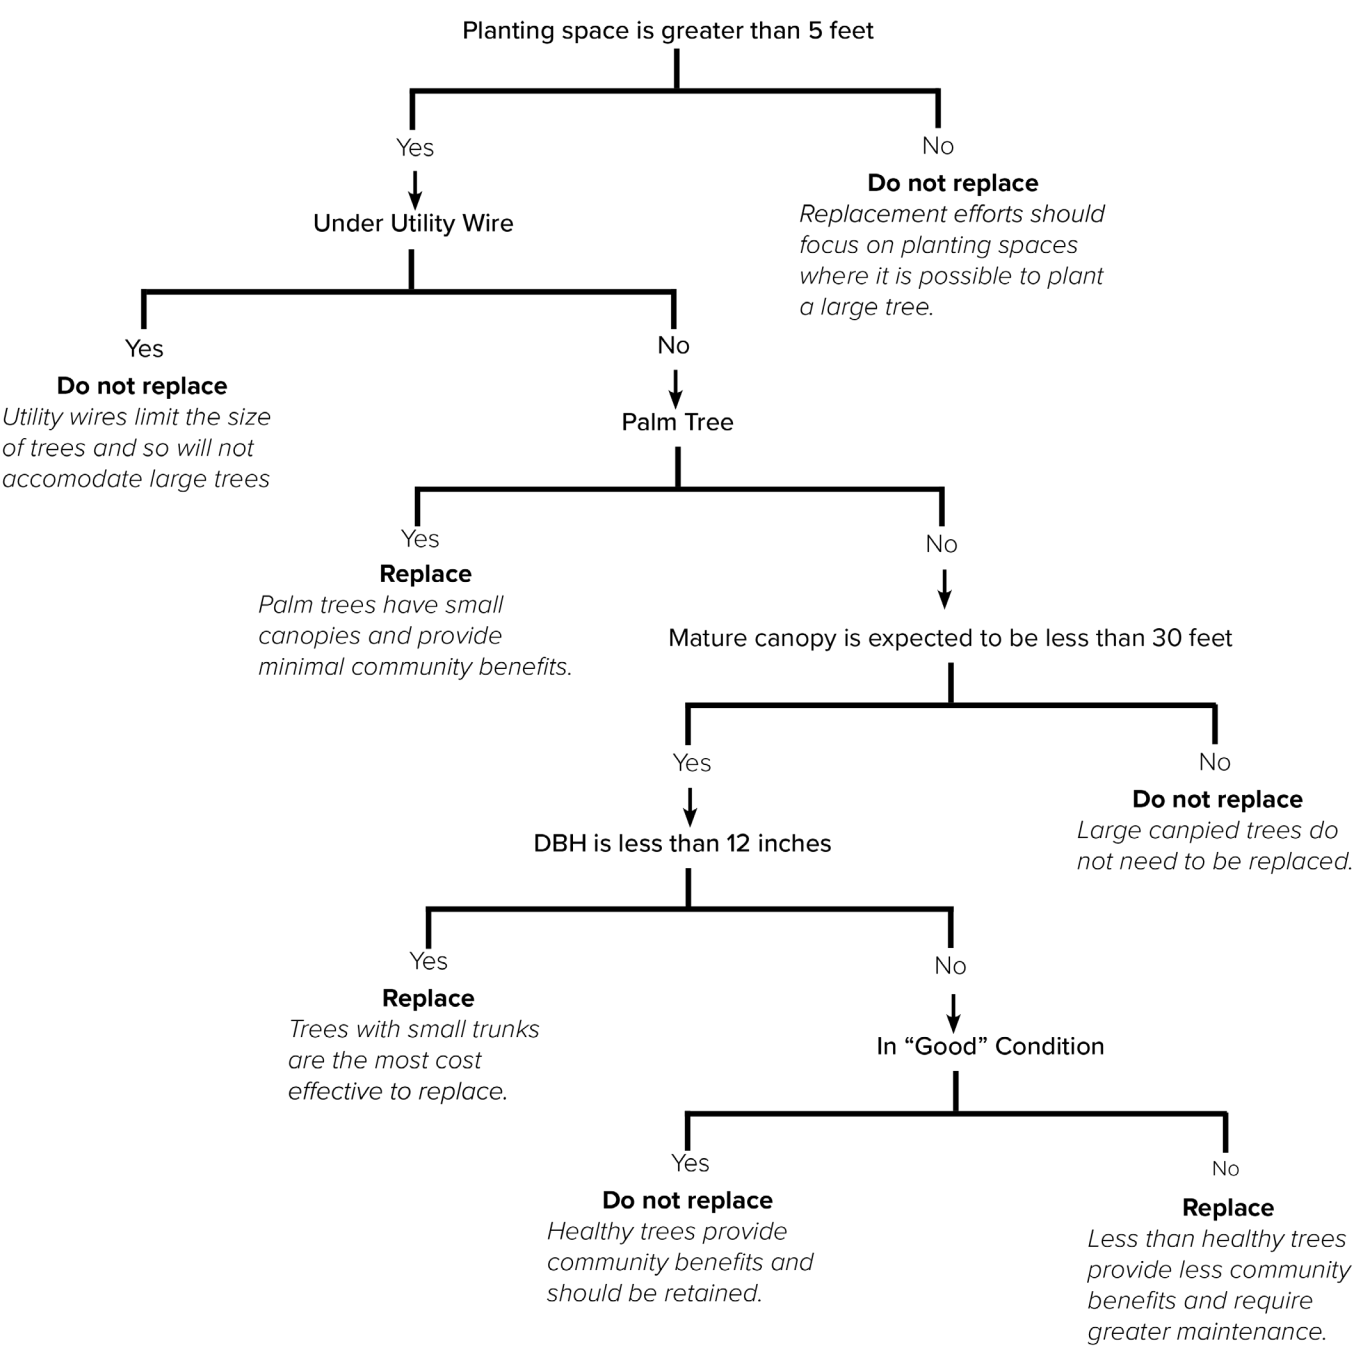 Planting space is greater than 5 feet
Yes
No
Do not replace
Replacement efforts should
focus on planting spaces
where it is possible to plant
a large tree.
Under Utility Wire
Yes
No
Do not replace
Utility wires limit the size
of trees and so will not
accomodate large trees
Palm Tree
Yes
No
Replace
Palm trees have small
canopies and provide
minimal community benefits.
Mature canopy is expected to be less than 30 feet
Yes
No
Do not replace
Large canpied trees do
not need to be replaced.
DBH is less than 12 inches
Yes
No
Replace
Trees with small trunks
are the most cost
effective to replace.
In “Good” Condition
Yes
No
Do not replace
Healthy trees provide
community benefits and
should be retained.
Replace
Less than healthy trees
provide less community
benefits and require
greater maintenance.